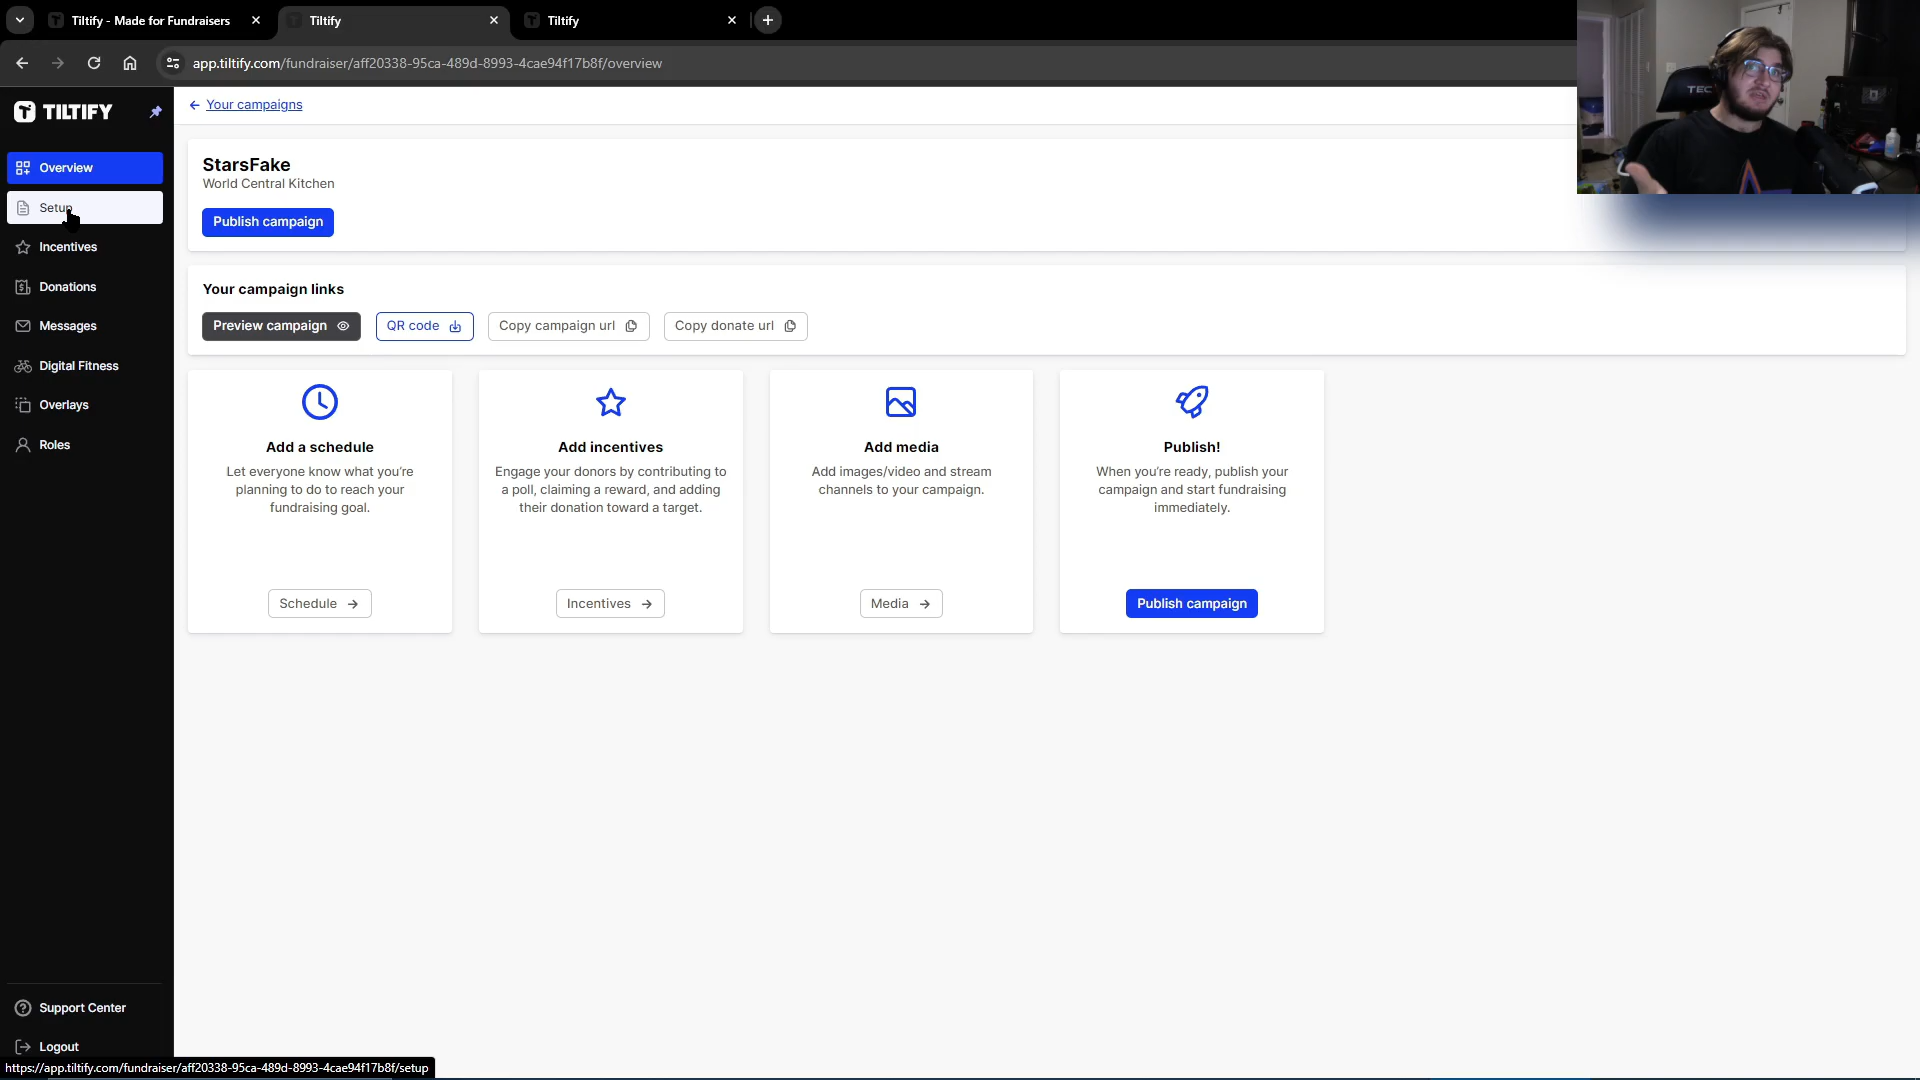 Tiltify - Made for Fundraisers
Tiltify
Tiltify
app.tiltify.com/fundraiser/aff20338-95ca-489d-8993-4cae94f17b8f/overview
TILTIFY
Your campaigns
Overview
Setup
Incentives
Donations
Messages
Digital Fitness
Overlays
Roles
StarsFake
World Central Kitchen
Publish campaign
Your campaign links
Preview campaign
QR code
Copy campaign url
Copy donate url
Add a schedule
Let everyone know what you're
planning to do to reach your
fundraising goal.
Schedule
Add incentives
Engage your donors by contributing to
a poll, claiming a reward, and adding
their donation toward a target.
Incentives
Add media
Add images/video and stream
channels to your campaign.
Media
Publish!
When you're ready, publish your
campaign and start fundraising
immediately.
Publish campaign
TEC
Support Center
Logout
https://app.tiltify.com/fundraiser/aff20338-95ca-489d-8993-4cae94f17b8f/setup